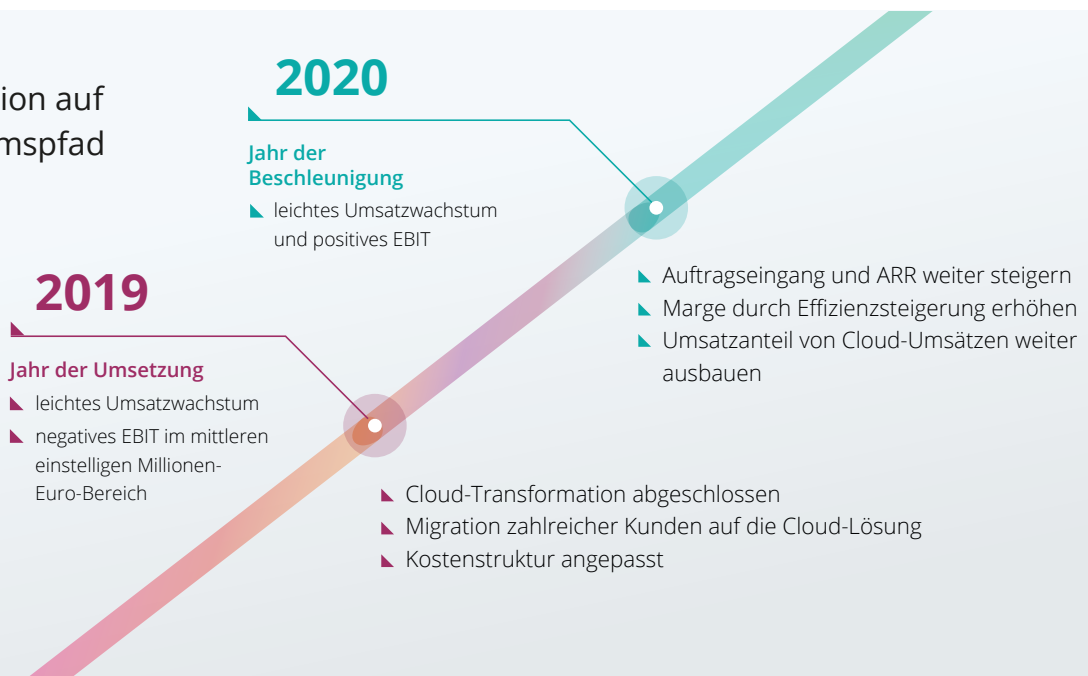 ion auf
mspfad
2020
Jahr der
Beschleunigung
leichtes Umsatzwachstum
und positives EBIT
Auftragseingang und ARR weiter steigern
Marge durch Effizienzsteigerung erhöhen
Umsatzanteil von Cloud-Umsätzen weiter
ausbauen
2019
Jahr der Umsetzung
leichtes Umsatzwachstum
negatives EBIT im mittleren
einstelligen Millionen-
Euro-Bereich
Cloud-Transformation abgeschlossen
Migration zahlreicher Kunden auf die Cloud-Lösung
Kostenstruktur angepasst